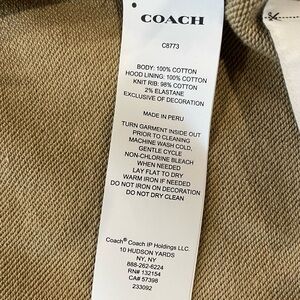 COACH
C8773
BODY: 100% COTTON
HOOD LINING: 100% COTTON
KNIT RIB: 98% COTTON
2% ELASTANE
EXCLUSIVE OF DECORATION
MADE IN PERU
TURN GARMENT INSIDE OUT
PRIOR TO CLEANING
MACHINE WASH COLD,
GENTLE CYCLE
NON-CHLORINE BLEACH
WHEN NEEDED
LAY FLAT TO DRY
WARM IRON IF NEEDED
DO NOT IRON ON DECORATION
DO NOT DRY CLEAN
Coach® Coach IP Holdings LLC.
10 HUDSON YARDS
NY, NY
888-262-6224
RN# 132154
CA# 57398
233092